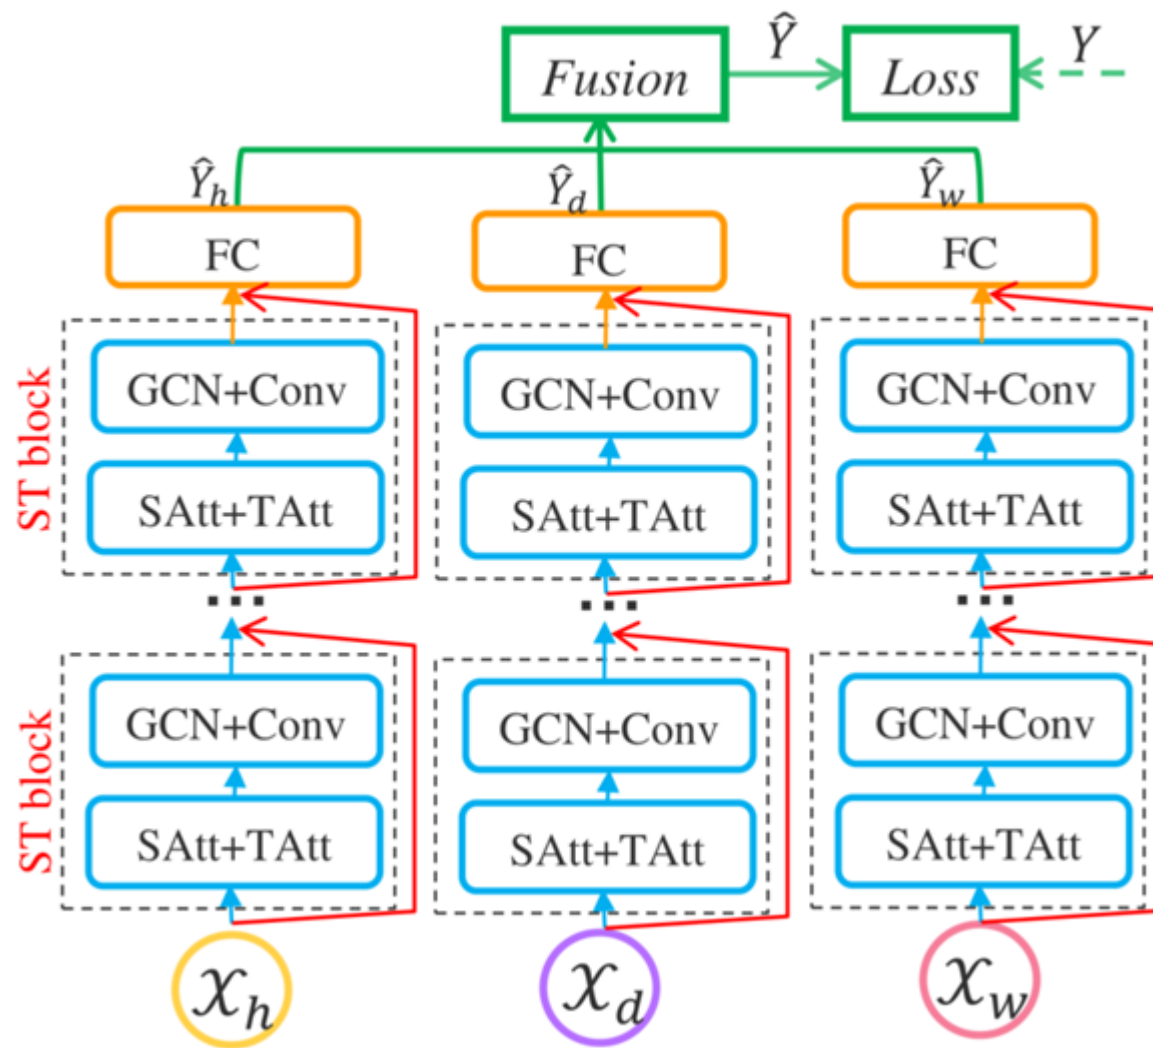 Fusion Ŷ Loss Y
Ŷh Ŷd Ŷw
FC FC FC
ST block
GCN+Conv GCN+Conv GCN+Conv
SAtt+TAtt SAtt+TAtt SAtt+TAtt
... ... ...
ST block
GCN+Conv GCN+Conv GCN+Conv
SAtt+TAtt SAtt+TAtt SAtt+TAtt
𝒳h 𝒳d 𝒳w